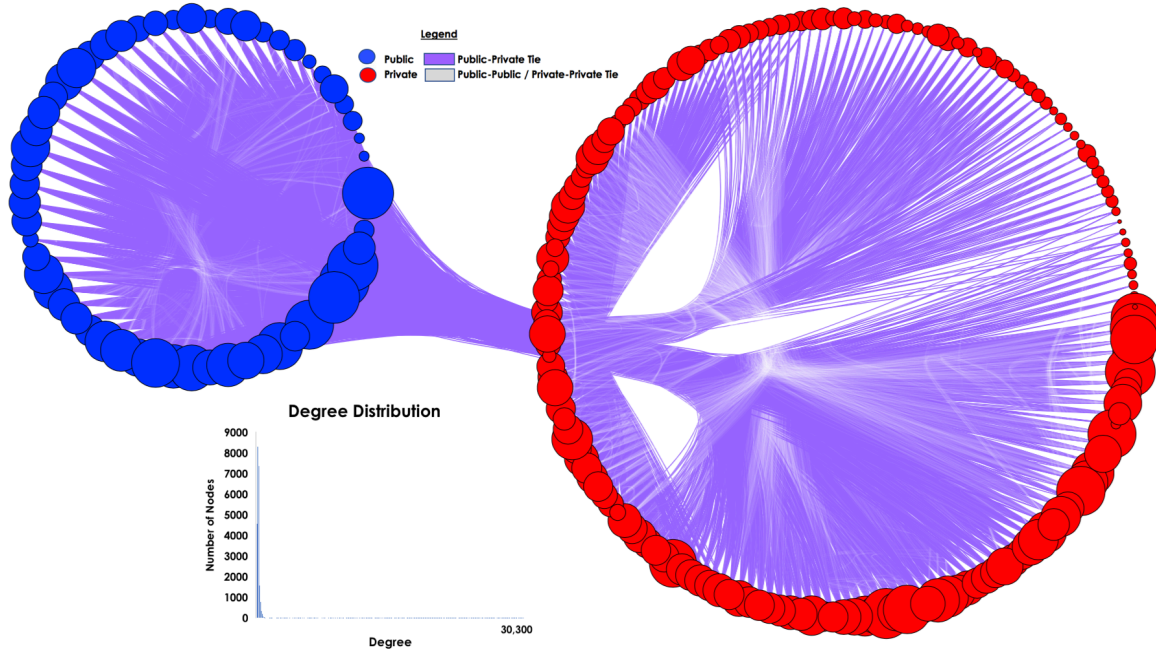 Legend
Public
Public-Private Tie
Private
Public-Public / Private-Private Tie
Degree Distribution
Number of Nodes
9000
8000
7000
6000
5000
4000
3000
2000
1000
0
30,300
Degree